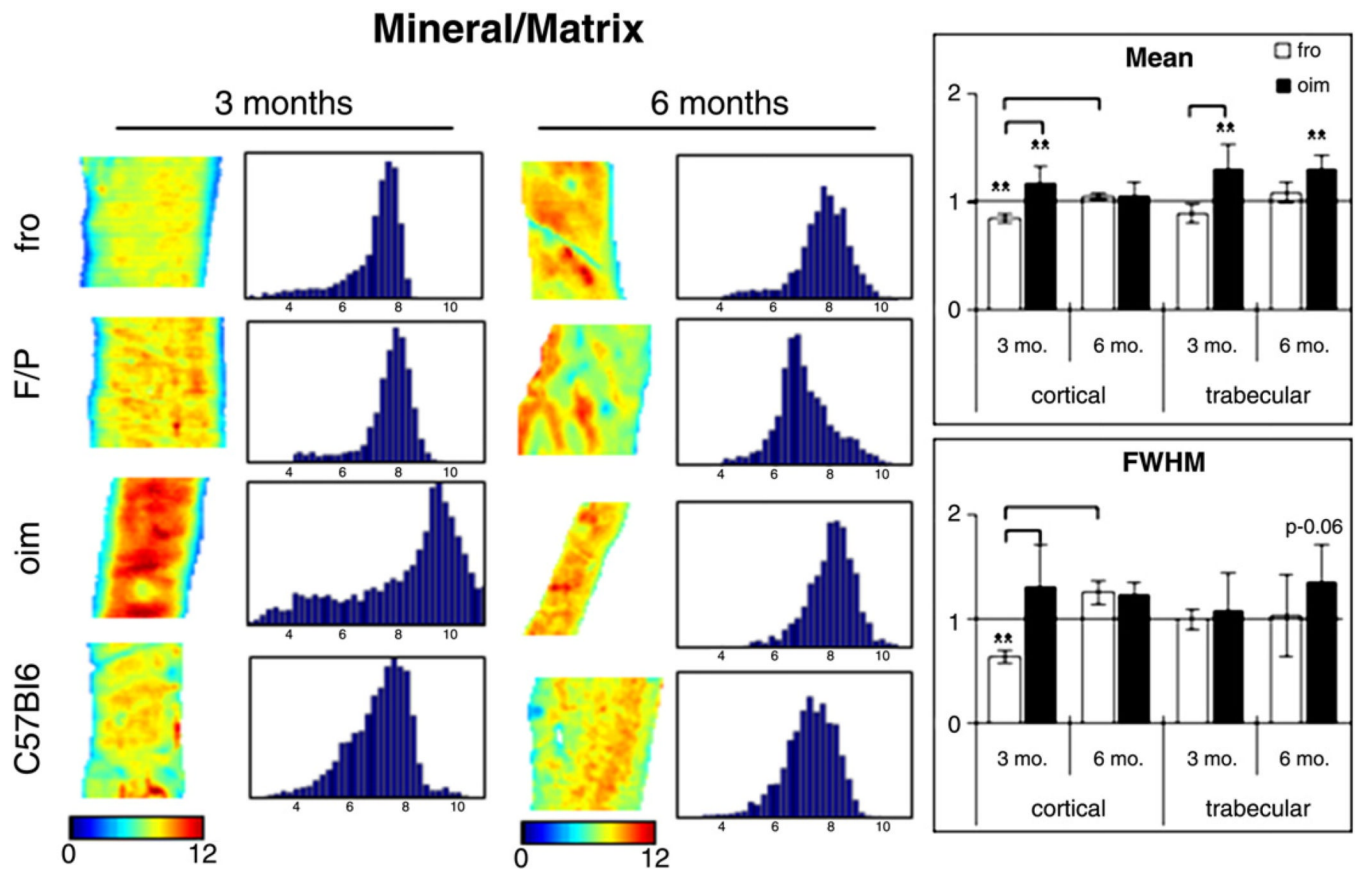 Mineral/Matrix
3 months
6 months
fro
4 6 8 10
4 6 8 10
F/P
4 6 8 10
4 6 8 10
oim
4 6 8 10
4 6 8 10
C57Bl6
4 6 8 10
4 6 8 10
0 12
0 12
Mean
fro
oim
2
**
**
**
**
1
0
3 mo. 6 mo. 3 mo. 6 mo.
cortical trabecular
FWHM
2
p-0.06
1
**
0
3 mo. 6 mo. 3 mo. 6 mo.
cortical trabecular